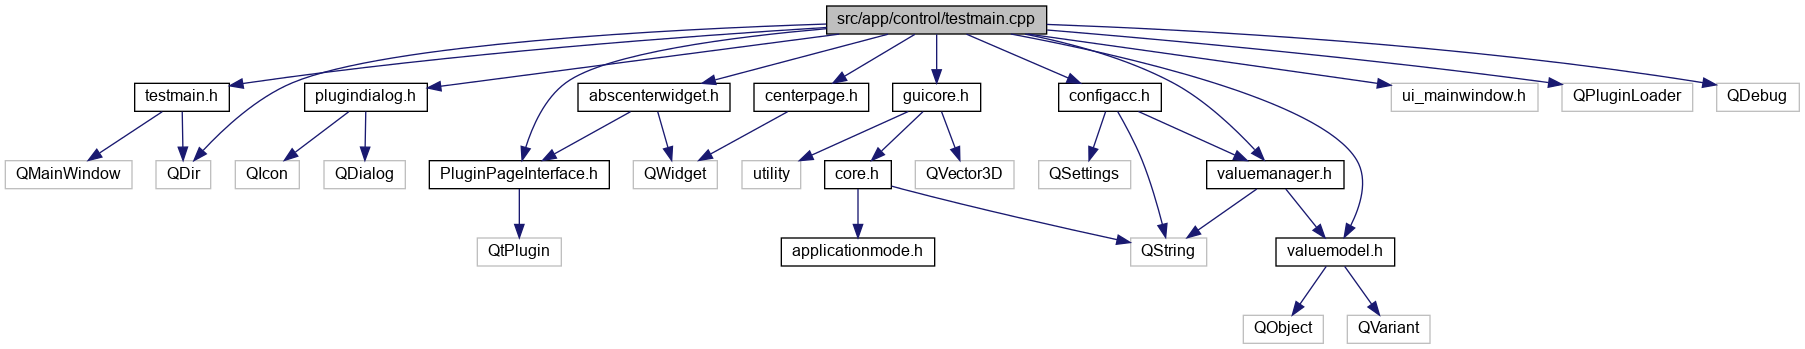 src/app/control/testmain.cpp
testmain.h
plugindialog.h
abscenterwidget.h
centerpage.h
guicore.h
configacc.h
ui_mainwindow.h
QPluginLoader
QDebug
QMainWindow
QDir
QIcon
QDialog
PluginPageInterface.h
QWidget
utility
core.h
QVector3D
QSettings
valuemanager.h
QtPlugin
applicationmode.h
QString
valuemodel.h
QObject
QVariant